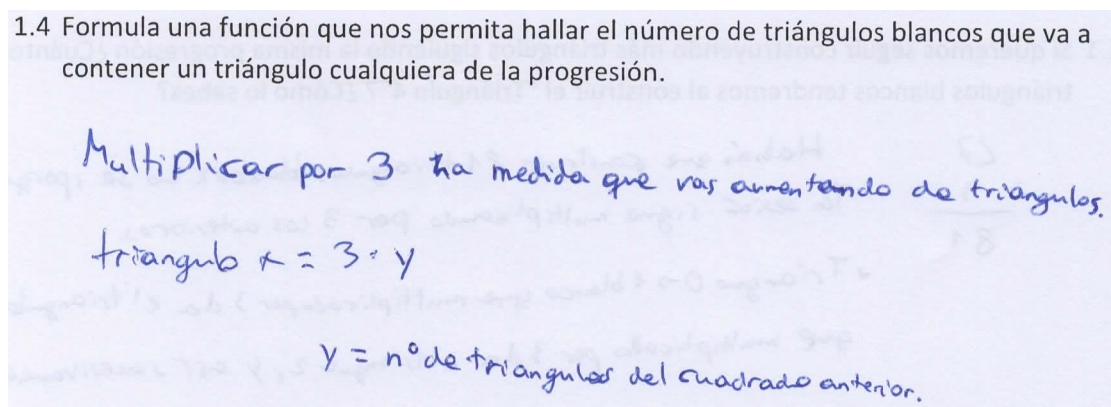 1.4 Formula una función que nos permita hallar el número de triángulos blancos que va a
contener un triángulo cualquiera de la progresión.
Multiplicar por 3 ha medida que vas aumentando de triangulos.
triangulo x = 3 · y
y = nº de triangulos del cuadrado anterior.